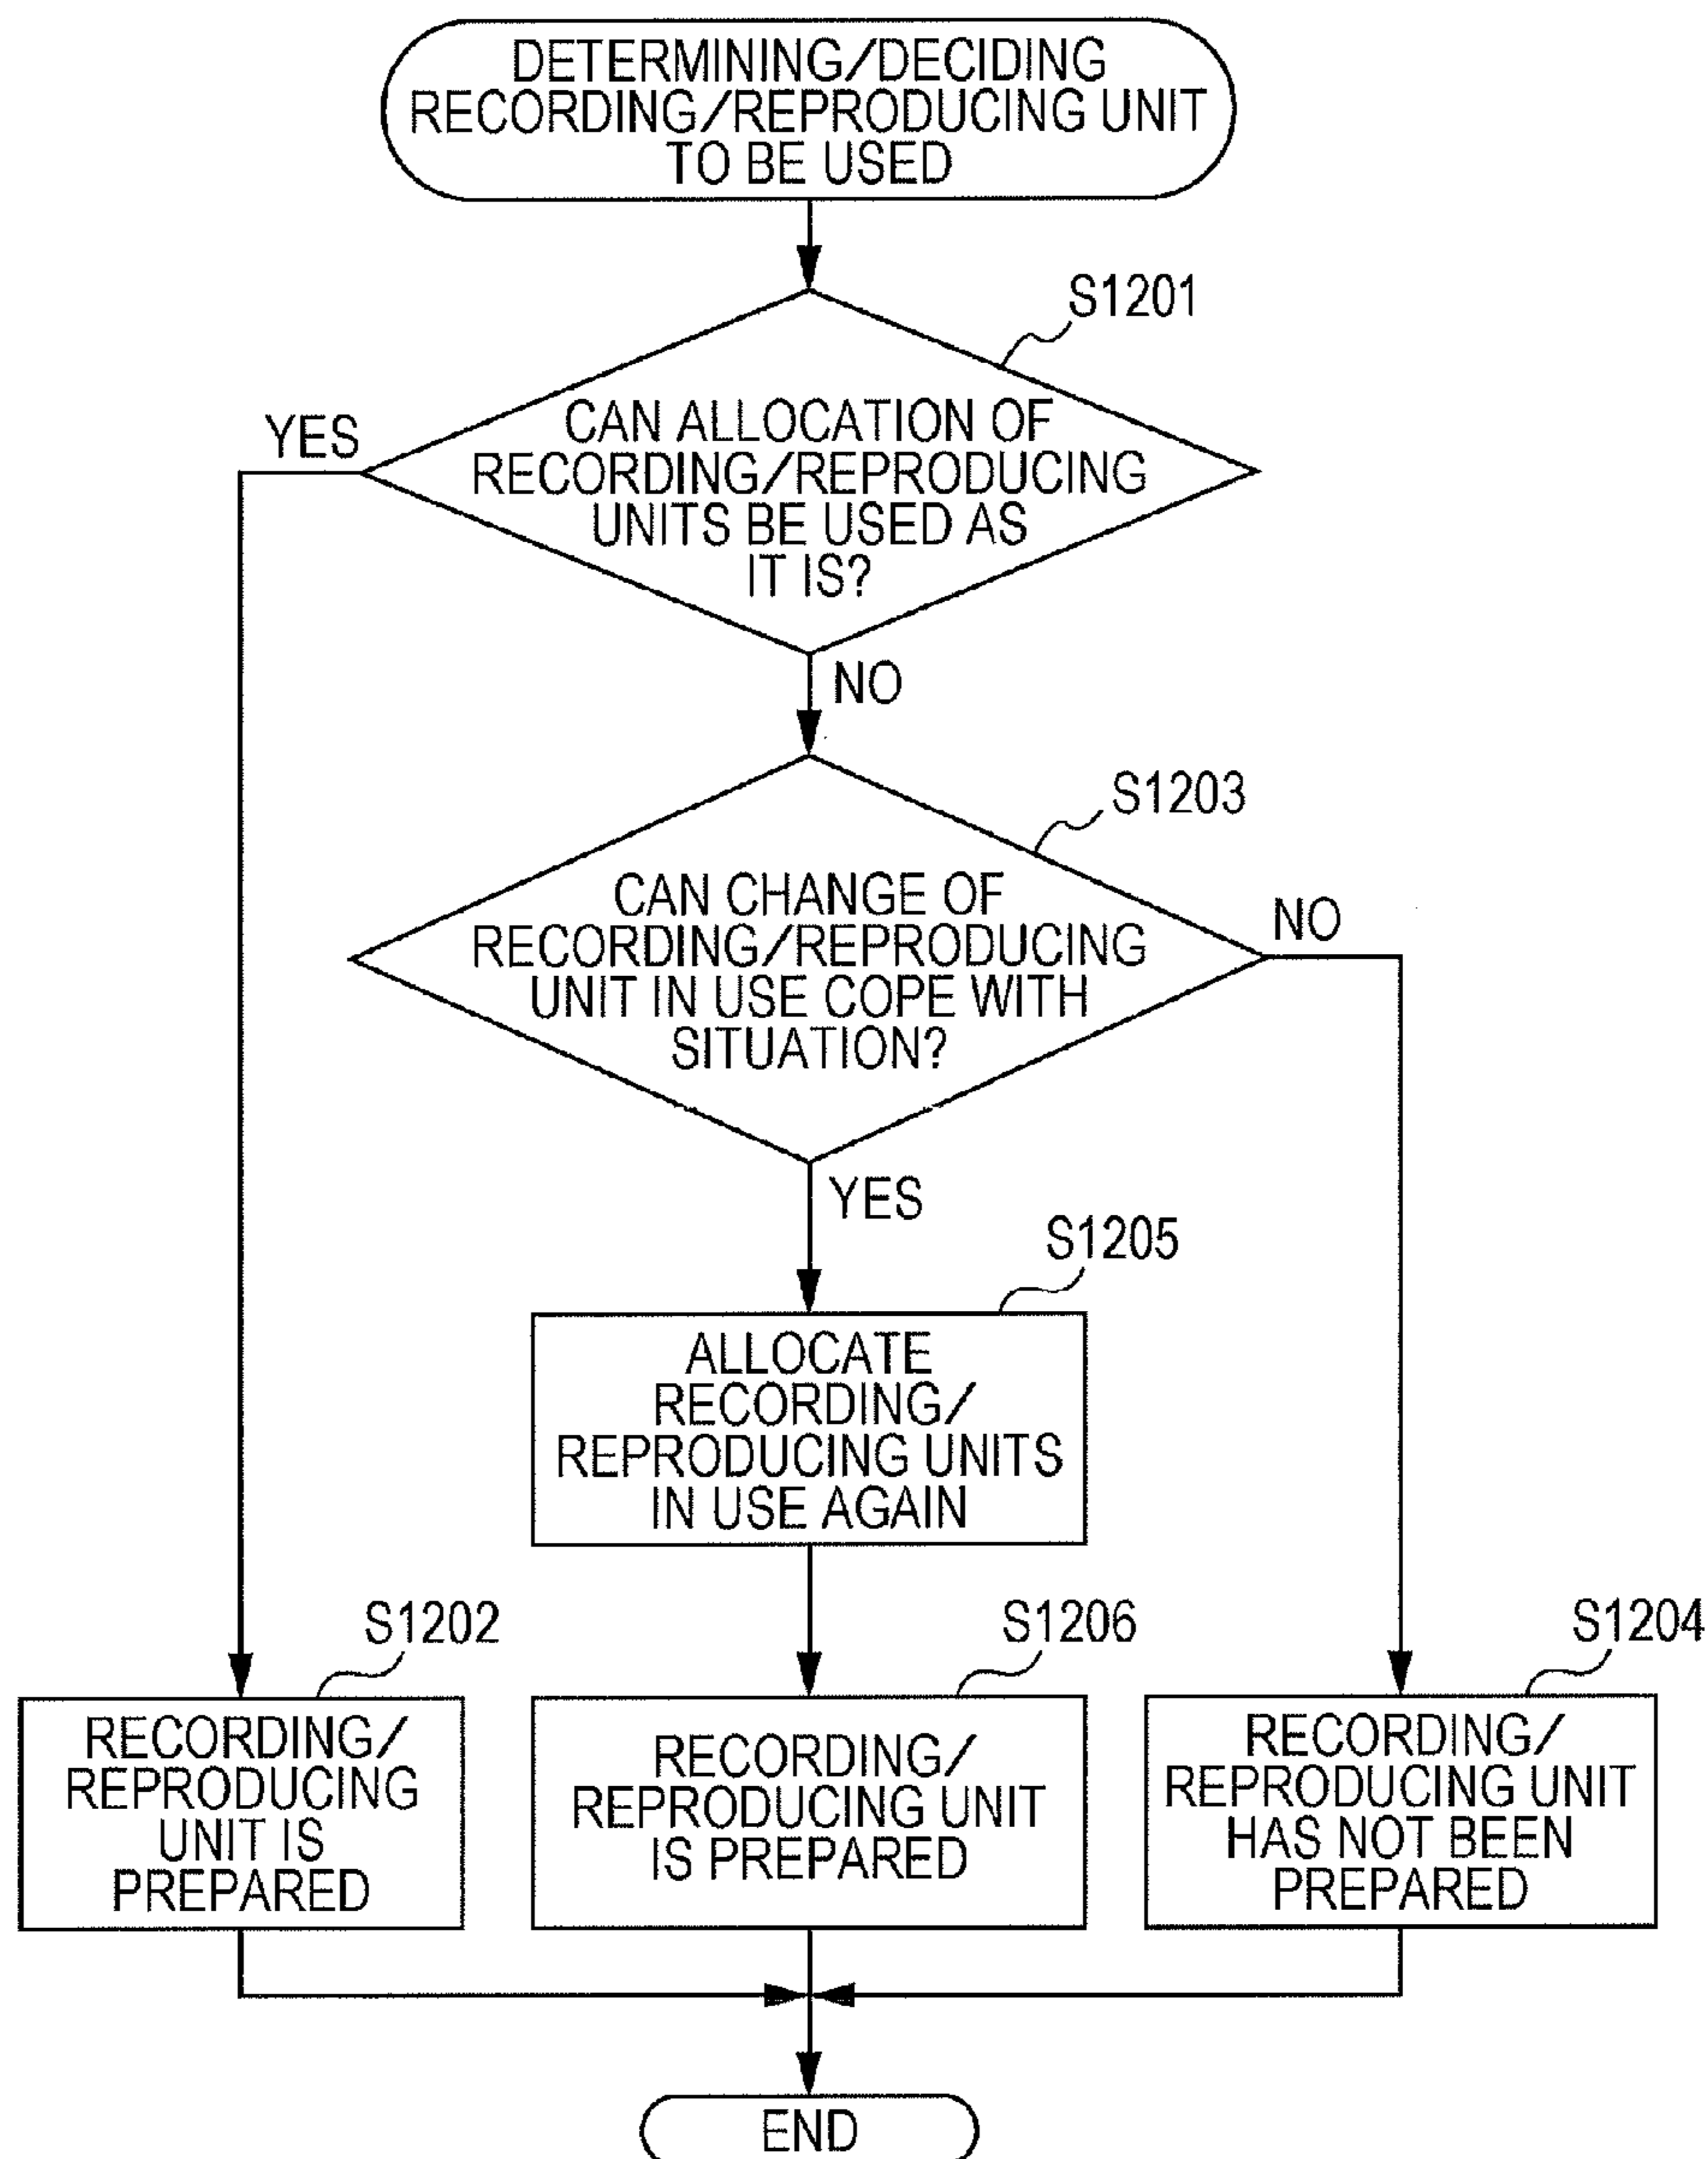 DETERMINING/DECIDING
RECORDING/REPRODUCING UNIT
TO BE USED
S1201
YES
CAN ALLOCATION OF
RECORDING/REPRODUCING
UNITS BE USED AS
IT IS?
NO
S1203
CAN CHANGE OF
RECORDING/REPRODUCING
UNIT IN USE COPE WITH
SITUATION?
NO
YES
S1205
ALLOCATE
RECORDING/
REPRODUCING UNITS
IN USE AGAIN
S1202
RECORDING/
REPRODUCING
UNIT IS
PREPARED
S1206
RECORDING/
REPRODUCING UNIT
IS PREPARED
S1204
RECORDING/
REPRODUCING UNIT
HAS NOT BEEN
PREPARED
END